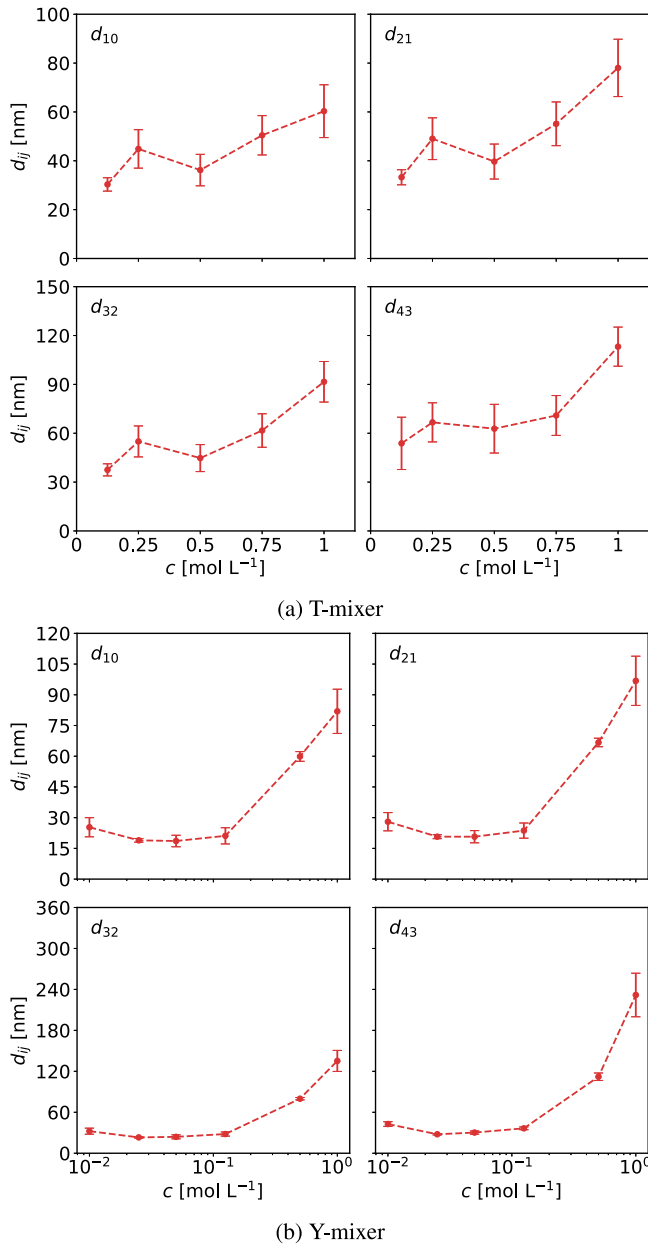 d10
d21
dij [nm]
100
80
60
40
20
0
d32
d43
dij [nm]
150
120
90
60
30
0
0 0.25 0.5 0.75 1
0 0.25 0.5 0.75 1
c [mol L−1]
c [mol L−1]
(a) T-mixer
d10
d21
dij [nm]
120
105
90
75
60
45
30
15
0
d32
d43
dij [nm]
360
300
240
180
120
60
0
10−2 10−1 100
10−2 10−1 100
c [mol L−1]
c [mol L−1]
(b) Y-mixer